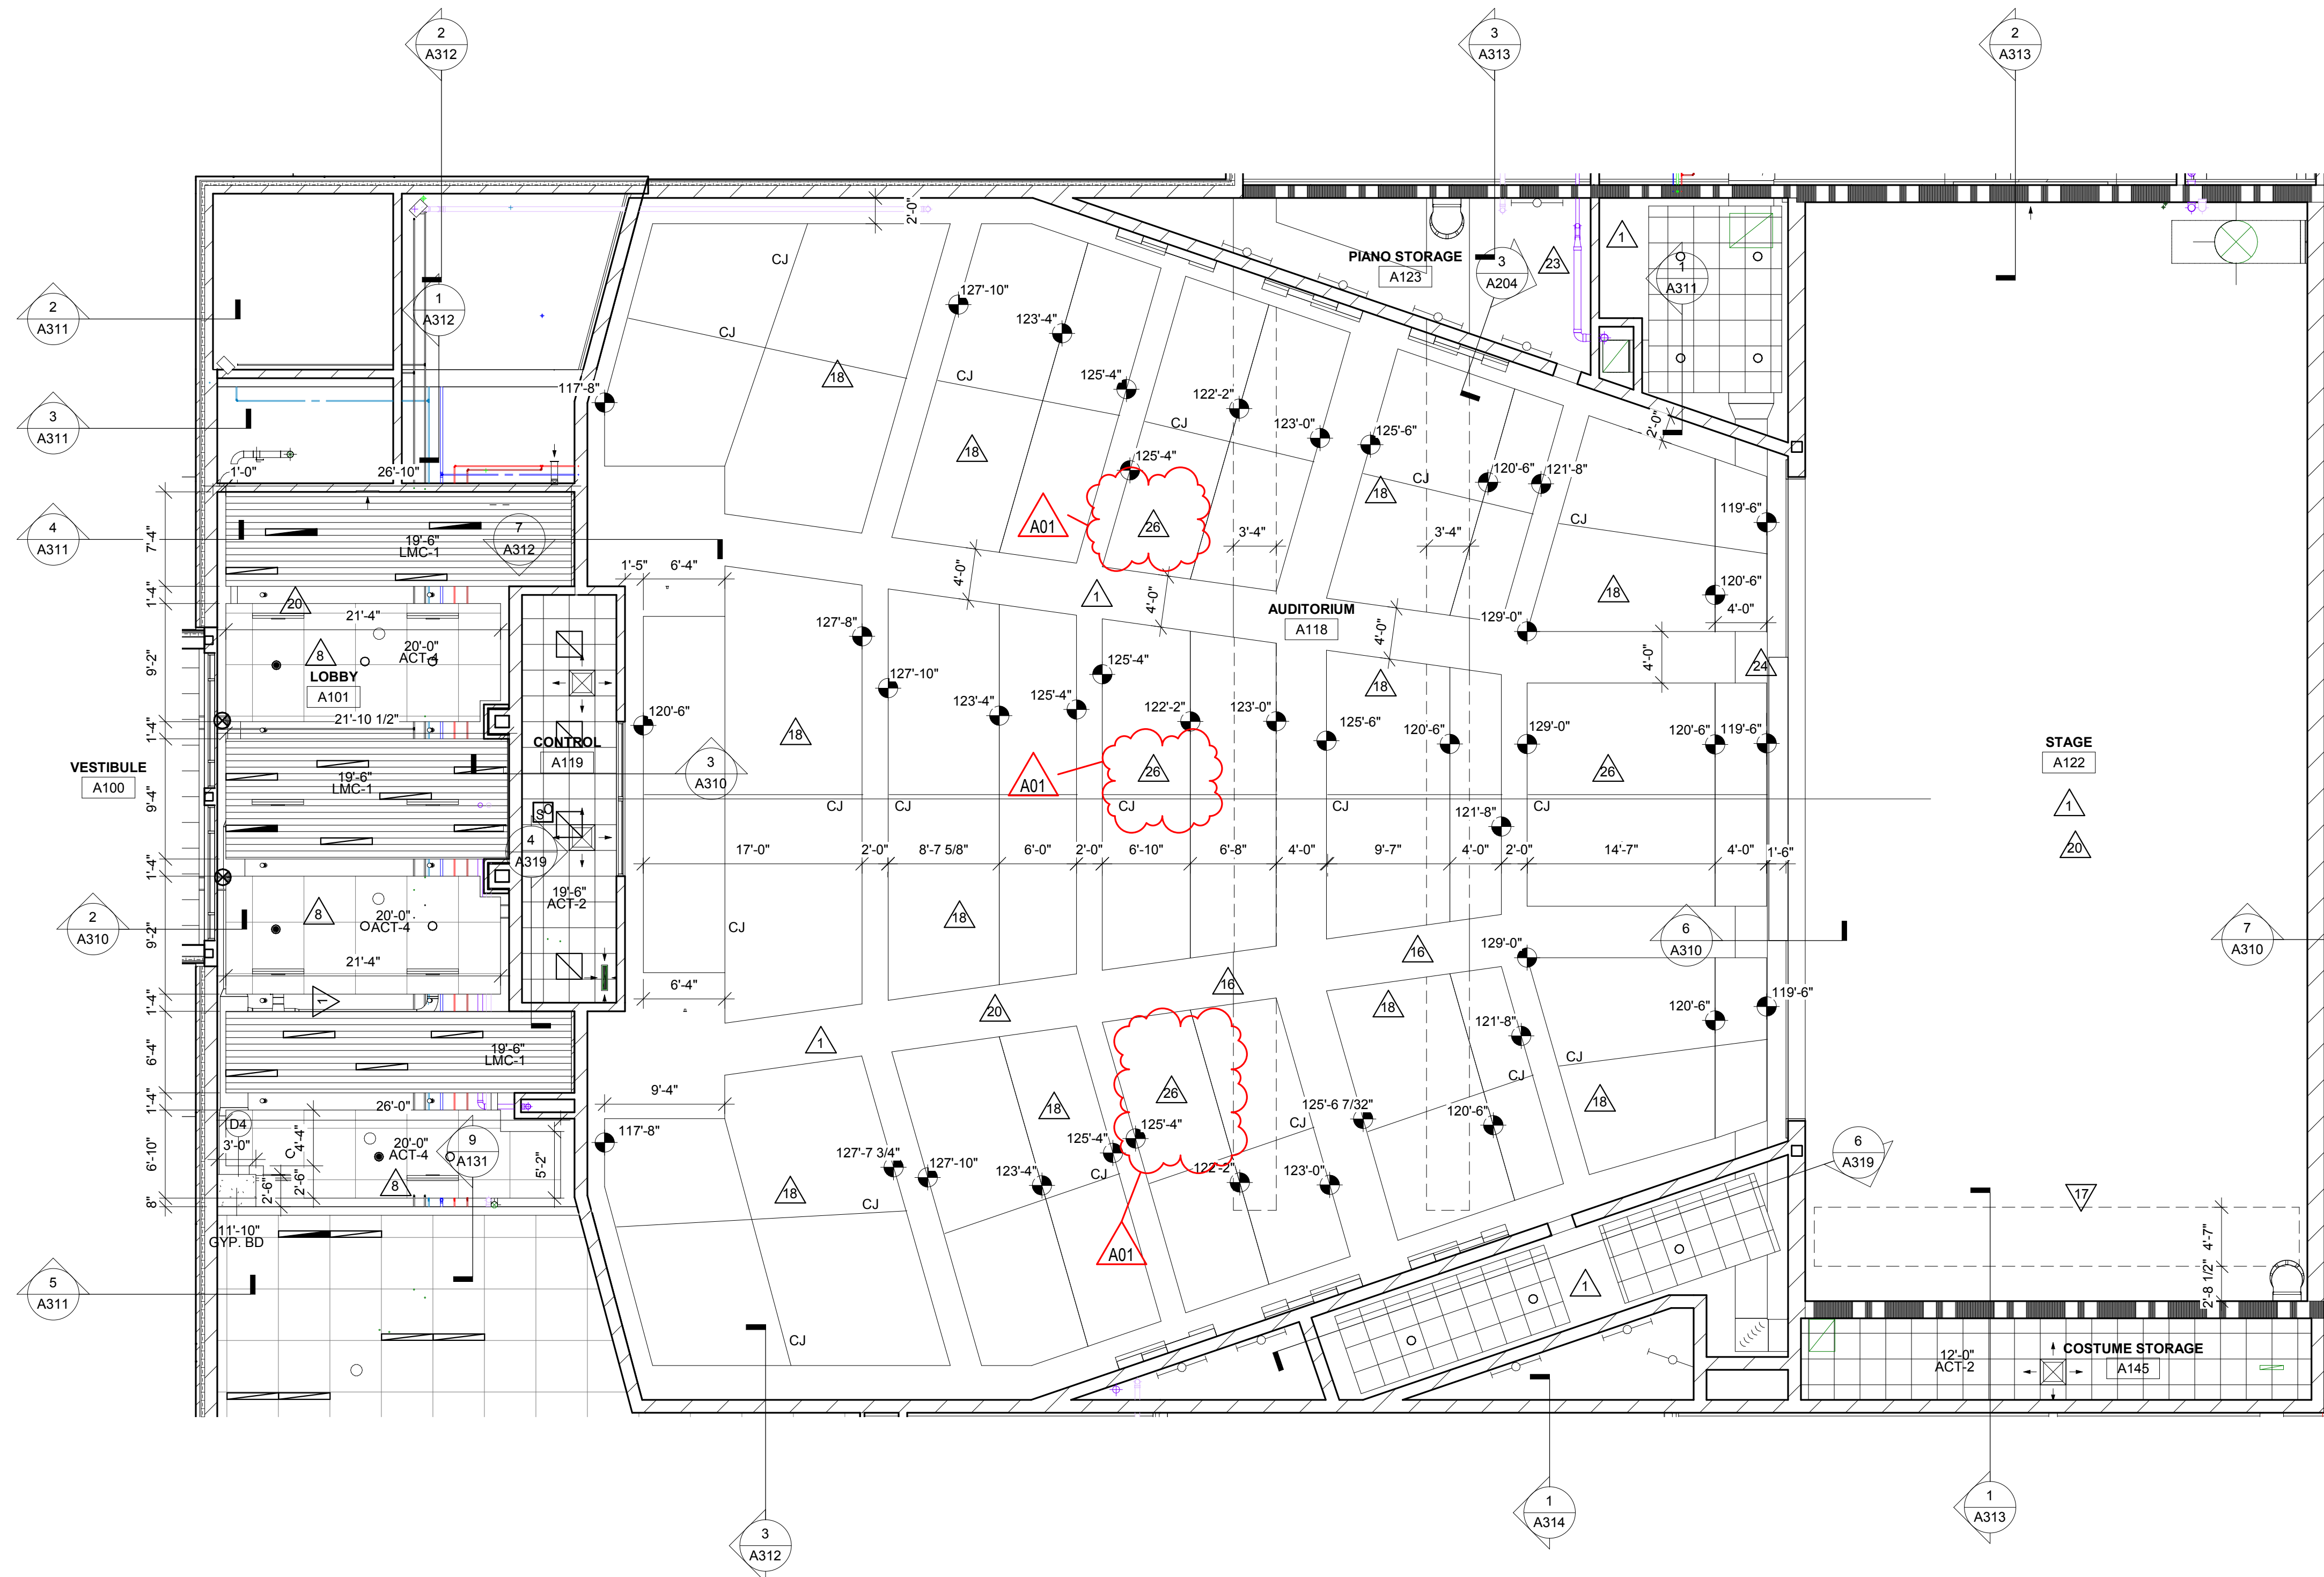 2
A312
3
A313
2
A313
2
A311
1
A312
3
A311
4
A311
7
A312
2
A310
5
A311
2'-0"
CJ
CJ
18
127'-10"
123'-4"
CJ
125'-4"
18
122'-2"
CJ
123'-0"
125'-4"
A01
26
PIANO STORAGE
A123
3
A204
23
1
1
A311
2'-0"
125'-6"
18
CJ
120'-6"
121'-8"
CJ
119'-6"
3'-4"
3'-4"
18
120'-6"
4'-0"
117'-8"
1'-0"
26'-10"
7'-4"
19'-6"
LMC-1
1'-4"
20
21'-4"
9'-2"
8
20'-0"
ACT-4
LOBBY
A101
1'-4"
21'-10 1/2"
VESTIBULE
A100
9'-4"
19'-6"
LMC-1
1'-4"
9'-2"
8
20'-0"
ACT-4
21'-4"
1'-4"
1
6'-4"
19'-6"
LMC-1
1'-4"
26'-0"
D4
3'-0"
C
4'-4"
6'-10"
20'-0"
ACT-4
9
A131
2'-6"
2'-6"
8
5'-2"
8"
11'-10"
GYP. BD
1'-5"
6'-4"
CONTROL
A119
SO
4
A319
19'-6"
ACT-2
120'-6"
3
A310
4'-0"
1
4'-0"
AUDITORIUM
A118
4'-0"
129'-0"
4'-0"
24
127'-8"
127'-10"
18
123'-4"
125'-4"
125'-4"
122'-2"
123'-0"
18
125'-6"
120'-6"
129'-0"
120'-6"
119'-6"
A01
26
26
CJ
CJ
CJ
CJ
CJ
121'-8"
17'-0"
2'-0"
8'-7 5/8"
6'-0"
2'-0"
6'-10"
6'-8"
4'-0"
9'-7"
4'-0"
2'-0"
14'-7"
4'-0"
1'-6"
STAGE
A122
1
20
CJ
18
16
16
129'-0"
6
A310
7
A310
6'-4"
20
1
18
121'-8"
120'-6"
119'-6"
CJ
CJ
18
9'-4"
117'-8"
18
CJ
CJ
127'-7 3/4"
127'-10"
123'-4"
18
125'-4"
CJ
125'-4"
26
122'-2"
CJ
123'-0"
125'-6 7/32"
120'-6"
A01
6
A319
17
4'-7"
2'-8 1/2"
1
12'-0"
ACT-2
COSTUME STORAGE
A145
3
A312
1
A314
1
A313